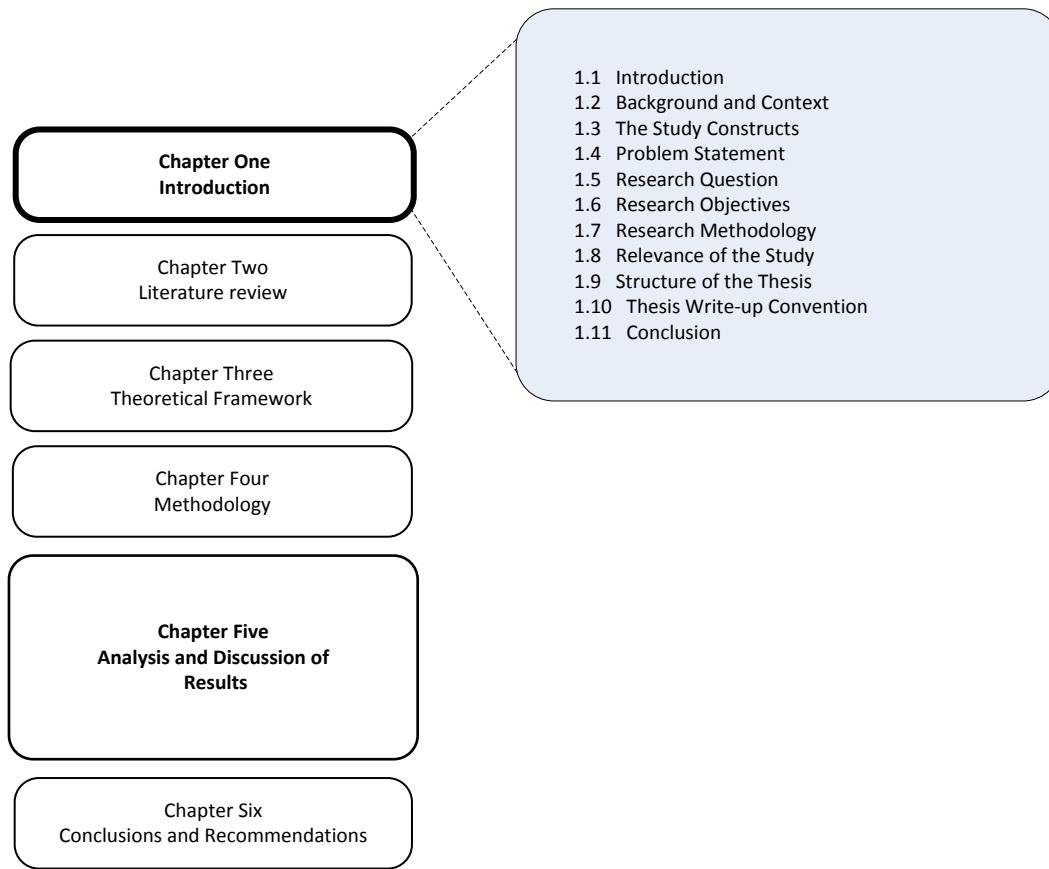 Chapter One
Introduction
1.1 Introduction
1.2 Background and Context
1.3 The Study Constructs
1.4 Problem Statement
1.5 Research Question
1.6 Research Objectives
1.7 Research Methodology
1.8 Relevance of the Study
1.9 Structure of the Thesis
1.10 Thesis Write-up Convention
1.11 Conclusion
Chapter Two
Literature review
Chapter Three
Theoretical Framework
Chapter Four
Methodology
Chapter Five
Analysis and Discussion of
Results
Chapter Six
Conclusions and Recommendations